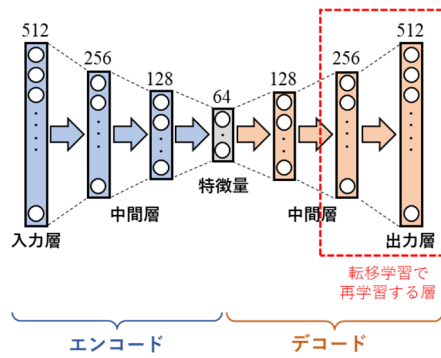 512
256
128
64
128
256
512
入力層
中間層
特徴量
中間層
出力層
転移学習で
再学習する層
エンコード
デコード